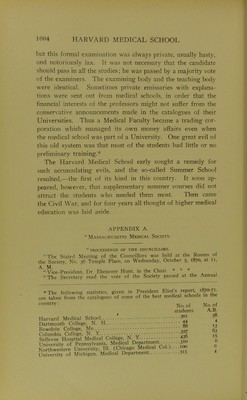 1004 HARVARD MEDICAL SCHOOL
but this formal examination was always private, usually hasty,
and notoriously lax. It was not necessary that the candidate
should pass in all the studies; he was passed by a majority vote
of the examiners. The examining body and the teaching body
were identical. Sometimes private emissaries with explana-
tions were sent out from medical schools, in order that the
financial interests of the professors might not suffer from the
conservative announcements made in the catalogues of their
Universities. Thus a Medical Faculty became a trading cor-
poration which managed its own money affairs even when
the medical school was part of a University. One great evil of
this old system was that most of the students had little or no
preliminary training.*
The Harvard Medical School early sought a remedy for
such accumulating evils, and the so-called Summer School
resulted,—the first of its kind in this country. It soon ap-
peared, however, that supplementary summer courses did not
attract the students who needed them most. Then came
the Civil War, and for four years all thought of higher medical
education was laid aside.
APPENDIX A
"Massachusetts Medical Society.
"PROCEEDINGS OF THE COUNCILLORS.
"The Stated Meeting of the Councillors was held at the Rooms of
the Society, No. 36 Temple Place, on Wednesday, October 5, 1870, at 11,
A. M.
"Vice-President, Dr. Ebenezer Hunt, in the Chair * * *
"The Secretary read the vote of the Society passed at the Annual
*The following statistics, given in President Eliot's report, 1870-71,
are taken from the catalogues of some of the best medical schools in the
country:
No. of No. of
students A.B.
Harvard Medical School 301
Dartmouth College, N. H. 44 4
Bowdoin College, Me.
Columbia College, N. Y.
Bellevue Hospital Medical College, N. Y.
University of Pennsylvania, Medical Department
Northwestern University, Ill. (Chicago Medical Col.)
University of Michigan, Medical Department 315